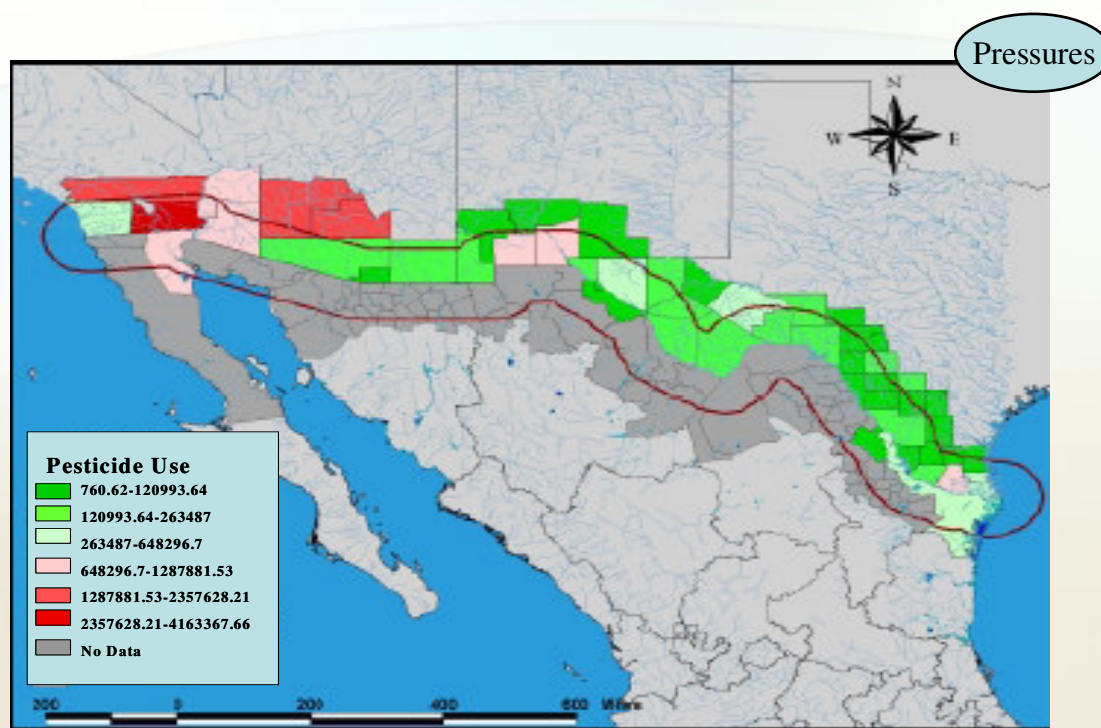 Pressures
N
W E
S
Pesticide Use
760.62-120993.64
120993.64-263487
263487-648296.7
648296.7-1287881.53
1287881.53-2357628.21
2357628.21-4163367.66
No Data
200 0 200 400 600 Miles